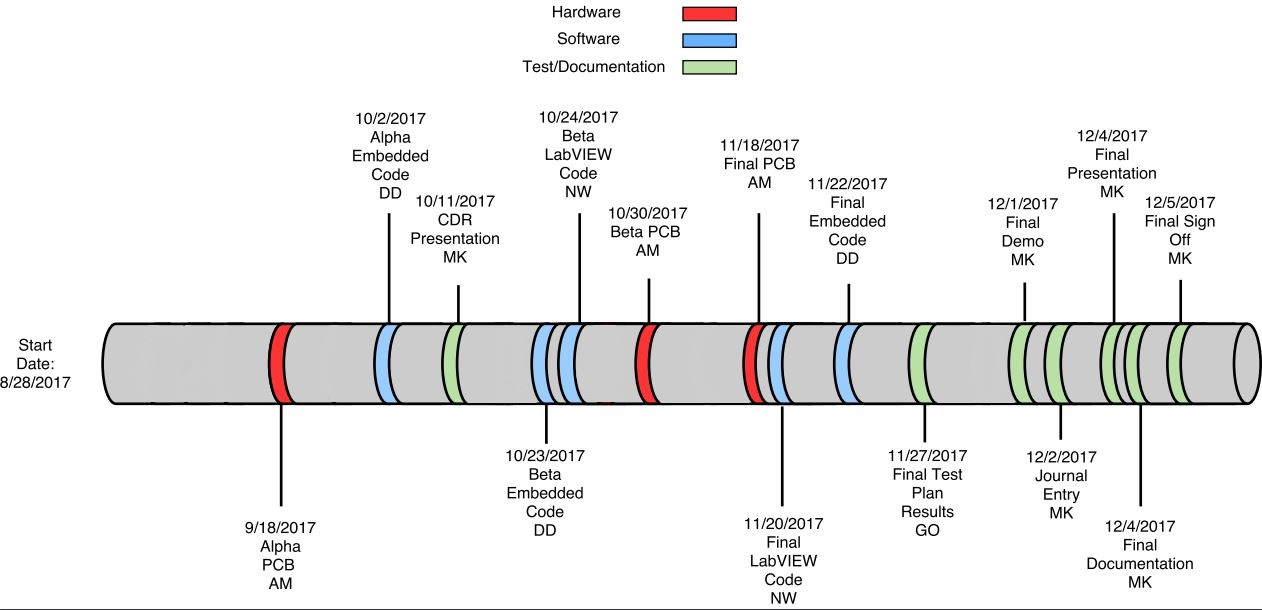 Hardware
Software
Test/Documentation
10/2/2017
Alpha
Embedded
Code
DD
10/11/2017
CDR
Presentation
MK
10/24/2017
Beta
LabVIEW
Code
NW
10/30/2017
Beta PCB
AM
11/18/2017
Final PCB
AM
11/22/2017
Final
Embedded
Code
DD
12/1/2017
Final
Demo
MK
12/4/2017
Final
Presentation
MK
12/5/2017
Final Sign
Off
MK
Start
Date:
8/28/2017
9/18/2017
Alpha
PCB
AM
10/23/2017
Beta
Embedded
Code
DD
11/20/2017
Final
LabVIEW
Code
NW
11/27/2017
Final Test
Plan
Results
GO
12/2/2017
Journal
Entry
MK
12/4/2017
Final
Documentation
MK